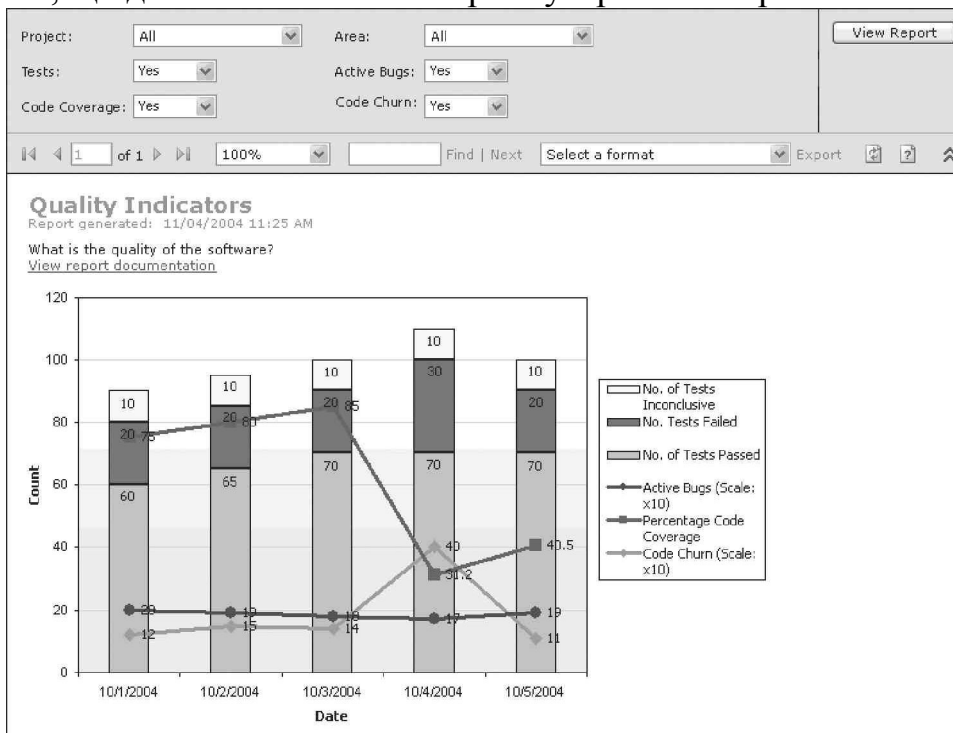 Project: All Area: All View Report
Tests: Yes Active Bugs: Yes
Code Coverage: Yes Code Churn: Yes
1 of 1 100% Find | Next Select a format Export
Quality Indicators
Report generated: 11/04/2004 11:25 AM
What is the quality of the software?
View report documentation
120
100
80
60
40
20
0
Count
10
20
75
60
20
12
10
20
80
65
19
15
10
20
85
70
18
14
10
30
70
40
31.2
17
10
20
70
40.5
19
11
10/1/2004 10/2/2004 10/3/2004 10/4/2004 10/5/2004
Date
No. of Tests
Inconclusive
No. Tests Failed
No. of Tests Passed
Active Bugs (Scale:
x10)
Percentage Code
Coverage
Code Churn (Scale:
x10)